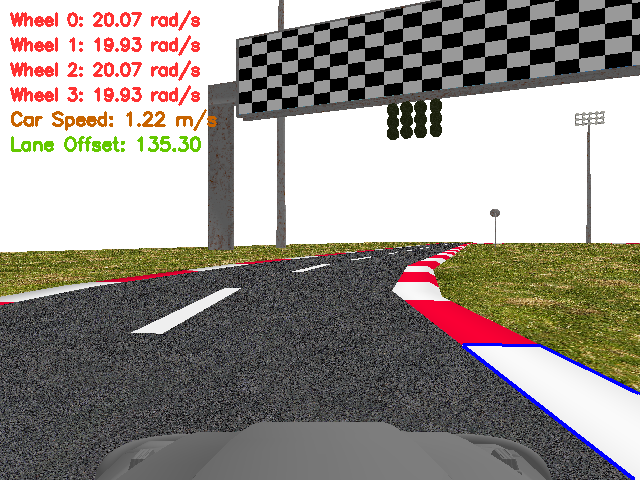 Wheel 0: 20.07 rad/s
Wheel 1: 19.93 rad/s
Wheel 2: 20.07 rad/s
Wheel 3: 19.93 rad/s
Car Speed: 1.22 m/s
Lane Offset: 135.30